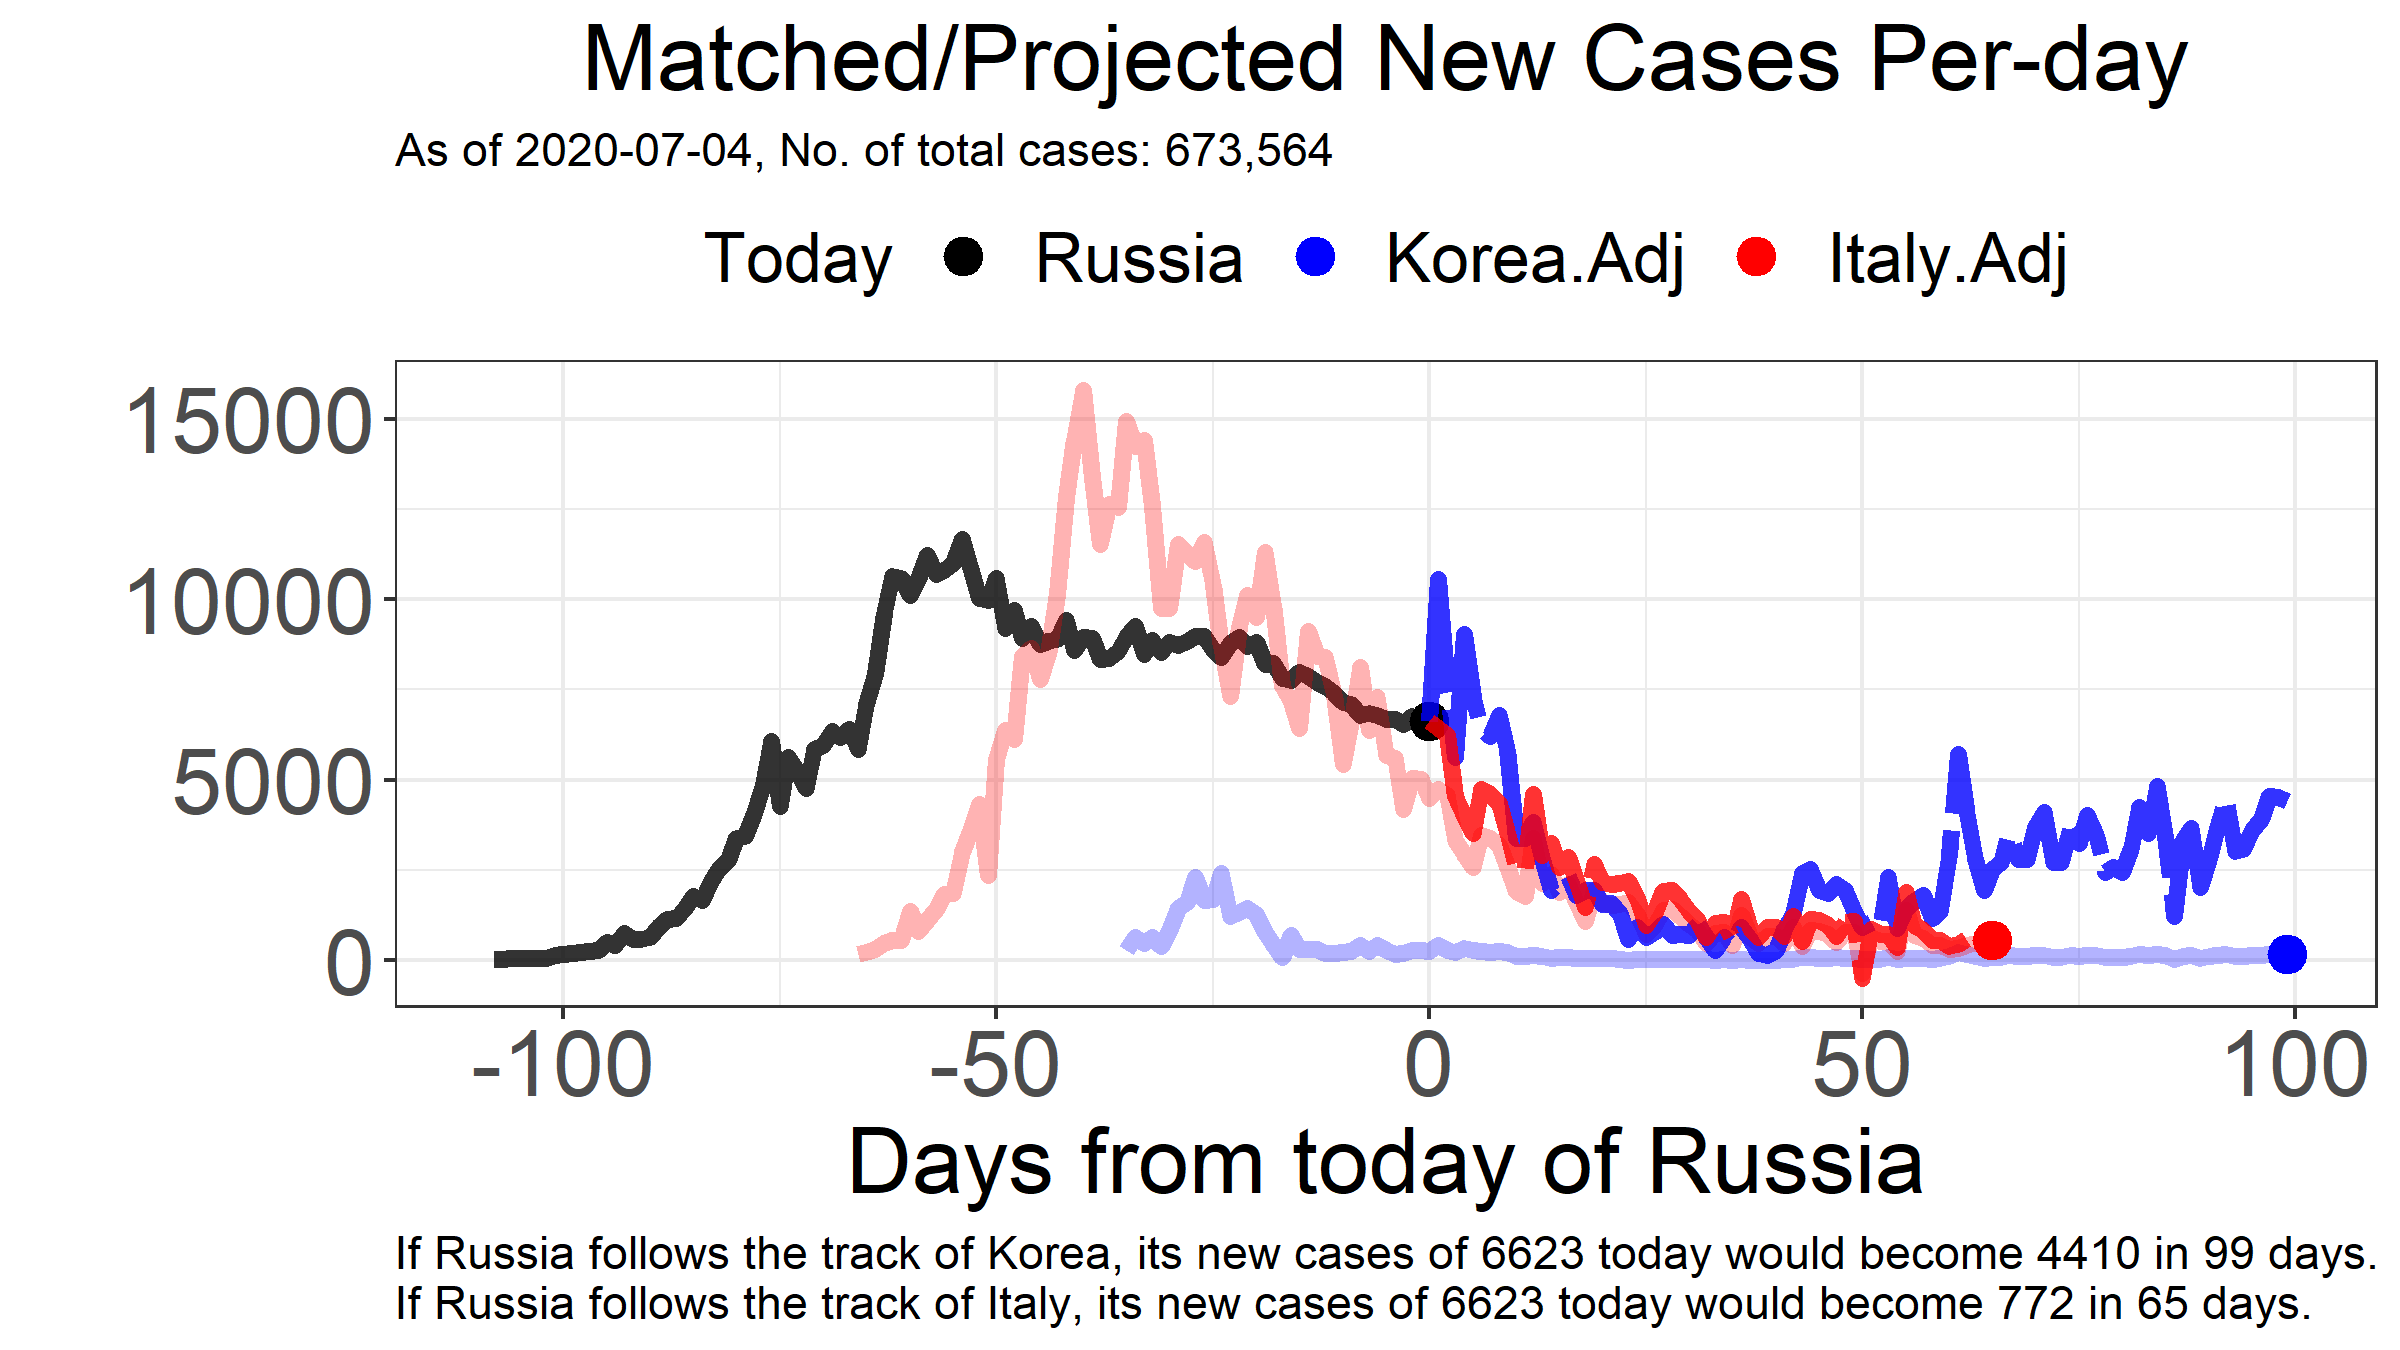 Matched/Projected New Cases Per-day
As of 2020-07-04, No. of total cases: 673,564
Today Russia Korea.Adj Italy.Adj
15000
10000
5000
0
-100 -50 0 50 100
Days from today of Russia
If Russia follows the track of Korea, its new cases of 6623 today would become 4410 in 99 days.
If Russia follows the track of Italy, its new cases of 6623 today would become 772 in 65 days.